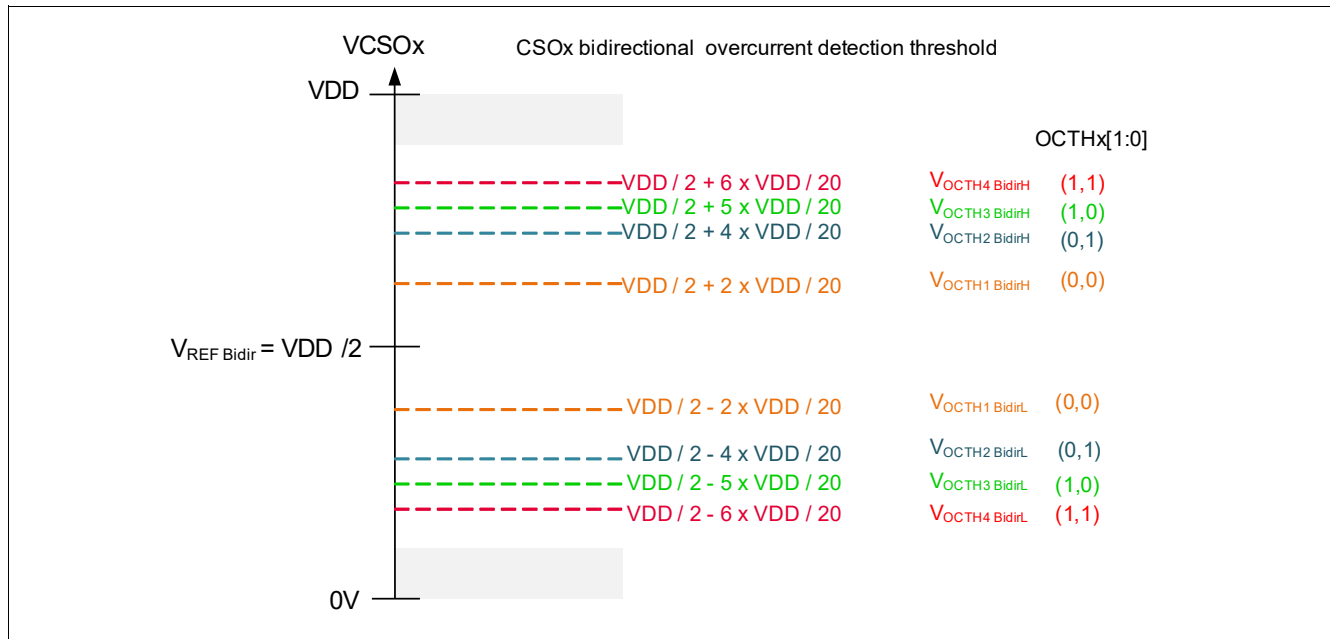 VCSOx CSOx bidirectional overcurrent detection threshold
VDD
OCTHx[1:0]
VDD / 2 + 6 x VDD / 20 VOCTH4 BidirH (1,1)
VDD / 2 + 5 x VDD / 20 VOCTH3 BidirH (1,0)
VDD / 2 + 4 x VDD / 20 VOCTH2 BidirH (0,1)
VDD / 2 + 2 x VDD / 20 VOCTH1 BidirH (0,0)
VREF Bidir = VDD /2
VDD / 2 - 2 x VDD / 20 VOCTH1 BidirL (0,0)
VDD / 2 - 4 x VDD / 20 VOCTH2 BidirL (0,1)
VDD / 2 - 5 x VDD / 20 VOCTH3 BidirL (1,0)
VDD / 2 - 6 x VDD / 20 VOCTH4 BidirL (1,1)
0V